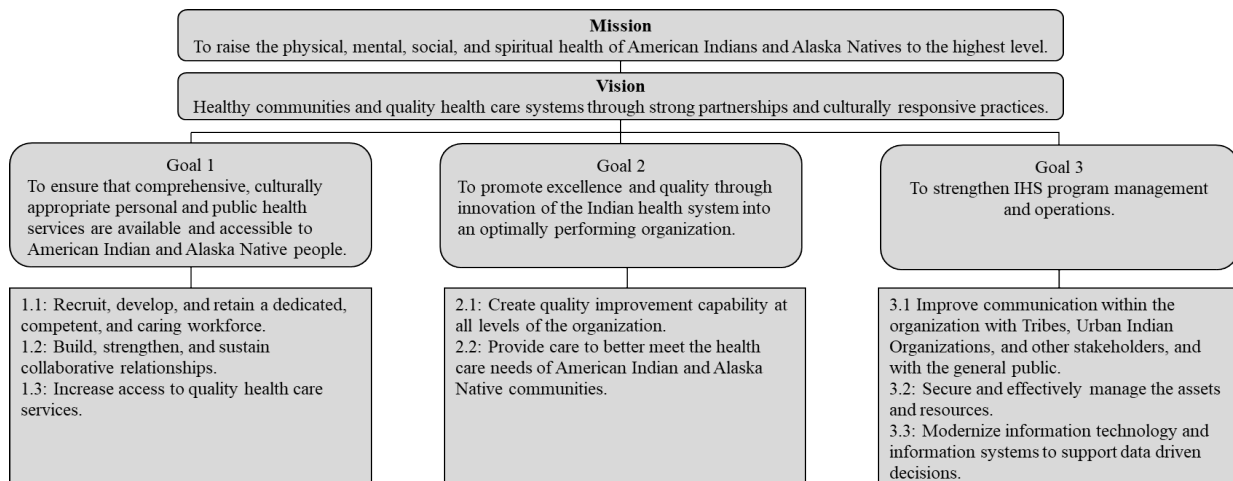 Mission
To raise the physical, mental, social, and spiritual health of American Indians and Alaska Natives to the highest level.
Vision
Healthy communities and quality health care systems through strong partnerships and culturally responsive practices.
Goal 1
To ensure that comprehensive, culturally
appropriate personal and public health
services are available and accessible to
American Indian and Alaska Native people.
Goal 2
To promote excellence and quality through
innovation of the Indian health system into
an optimally performing organization.
Goal 3
To strengthen IHS program management
and operations.
1.1: Recruit, develop, and retain a dedicated,
competent, and caring workforce.
1.2: Build, strengthen, and sustain
collaborative relationships.
1.3: Increase access to quality health care
services.
2.1: Create quality improvement capability at
all levels of the organization.
2.2: Provide care to better meet the health
care needs of American Indian and Alaska
Native communities.
3.1 Improve communication within the
organization with Tribes, Urban Indian
Organizations, and other stakeholders, and
with the general public.
3.2: Secure and effectively manage the assets
and resources.
3.3: Modernize information technology and
information systems to support data driven
decisions.